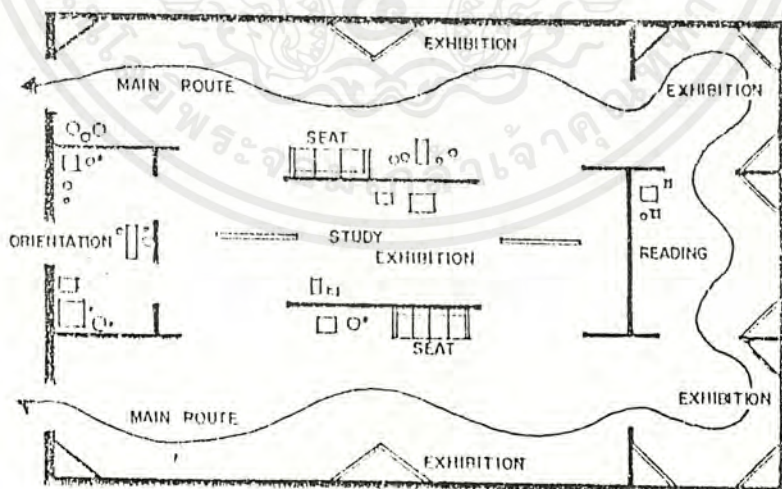 EXHIBITION
MAIN ROUTE
EXHIBITION
SEAT
ORIENTATION
STUDY
EXHIBITION
READING
SEAT
EXHIBITION
MAIN ROUTE
EXHIBITION